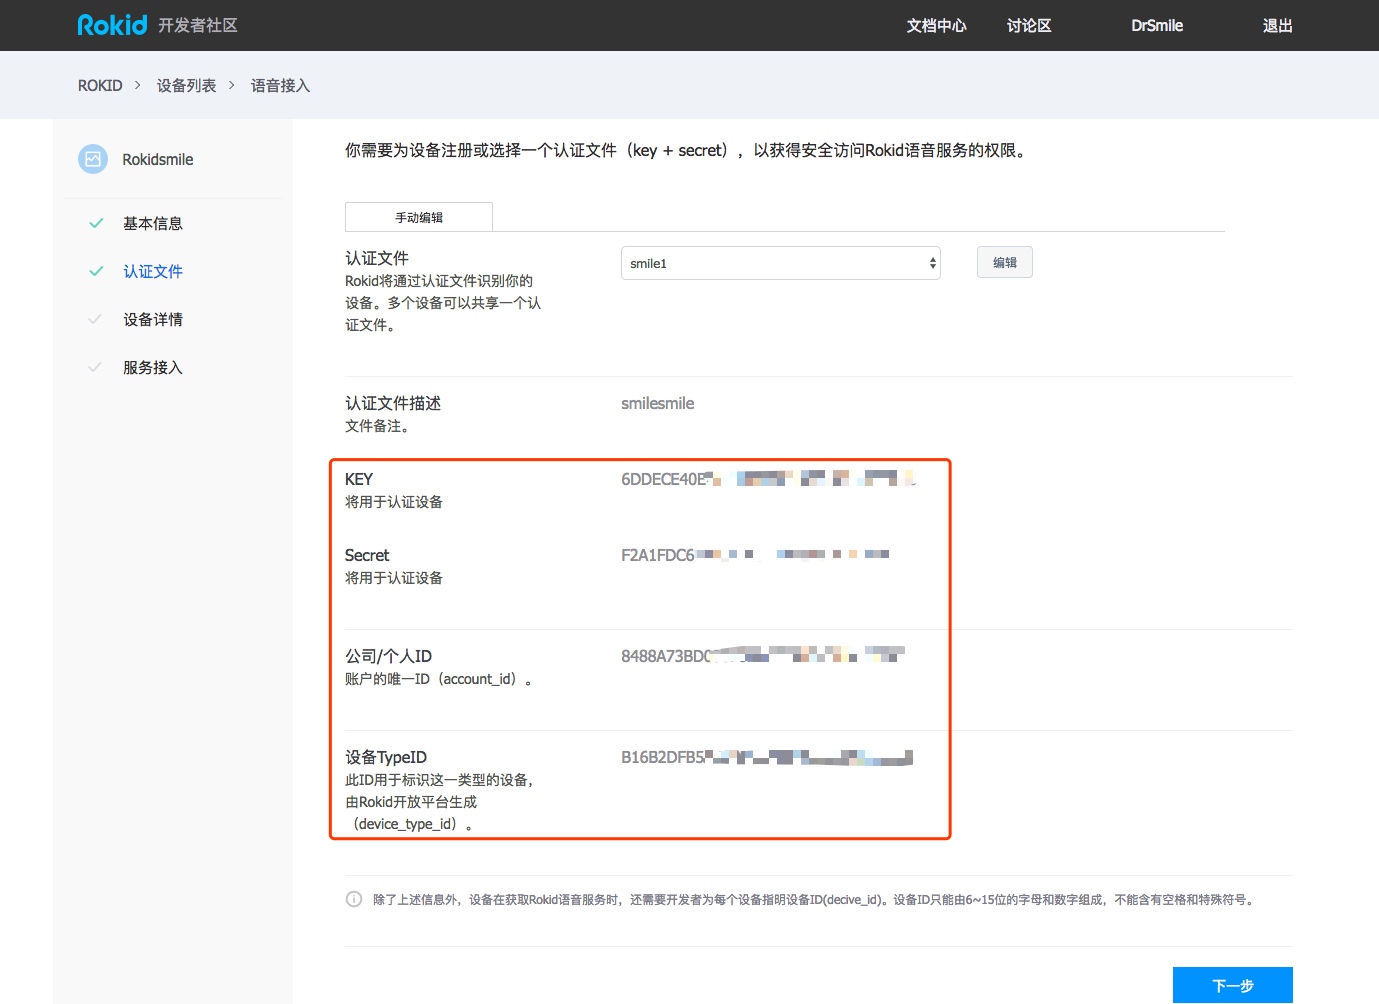 Rokid 开发者社区 文档中心 讨论区 DrSmile 退出
ROKID > 设备列表 > 语音接入
Rokidsmile
基本信息
认证文件
设备详情
服务接入
你需要为设备注册或选择一个认证文件（key + secret），以获得安全访问Rokid语音服务的权限。
手动编辑
认证文件 smile1 编辑
Rokid将通过认证文件识别你的
设备。多个设备可以共享一个认
证文件。
认证文件描述 smilesmile
文件备注。
KEY 6DDECE40E
将用于认证设备
Secret F2A1FDC6
将用于认证设备
公司/个人ID 8488A73BD
账户的唯一ID（account_id）。
设备TypeID B16B2DFB5
此ID用于标识这一类型的设备，
由Rokid开放平台生成
（device_type_id）。
除了上述信息外，设备在获取Rokid语音服务时，还需要开发者为每个设备指明设备ID(decive_id)。设备ID只能由6~15位的字母和数字组成，不能含有空格和特殊符号。
下一步